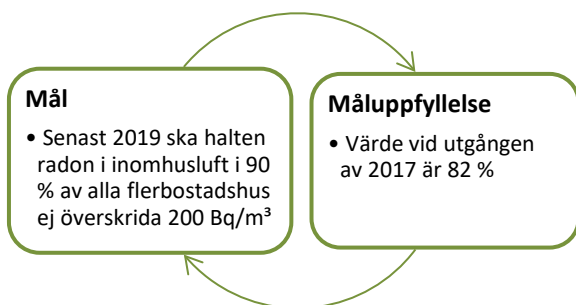 Mål
• Senast 2019 ska halten
radon i inomhusluft i 90
% av alla flerbostadshus
ej överskrida 200 Bq/m³
Måluppfyllelse
• Värde vid utgången
av 2017 är 82 %